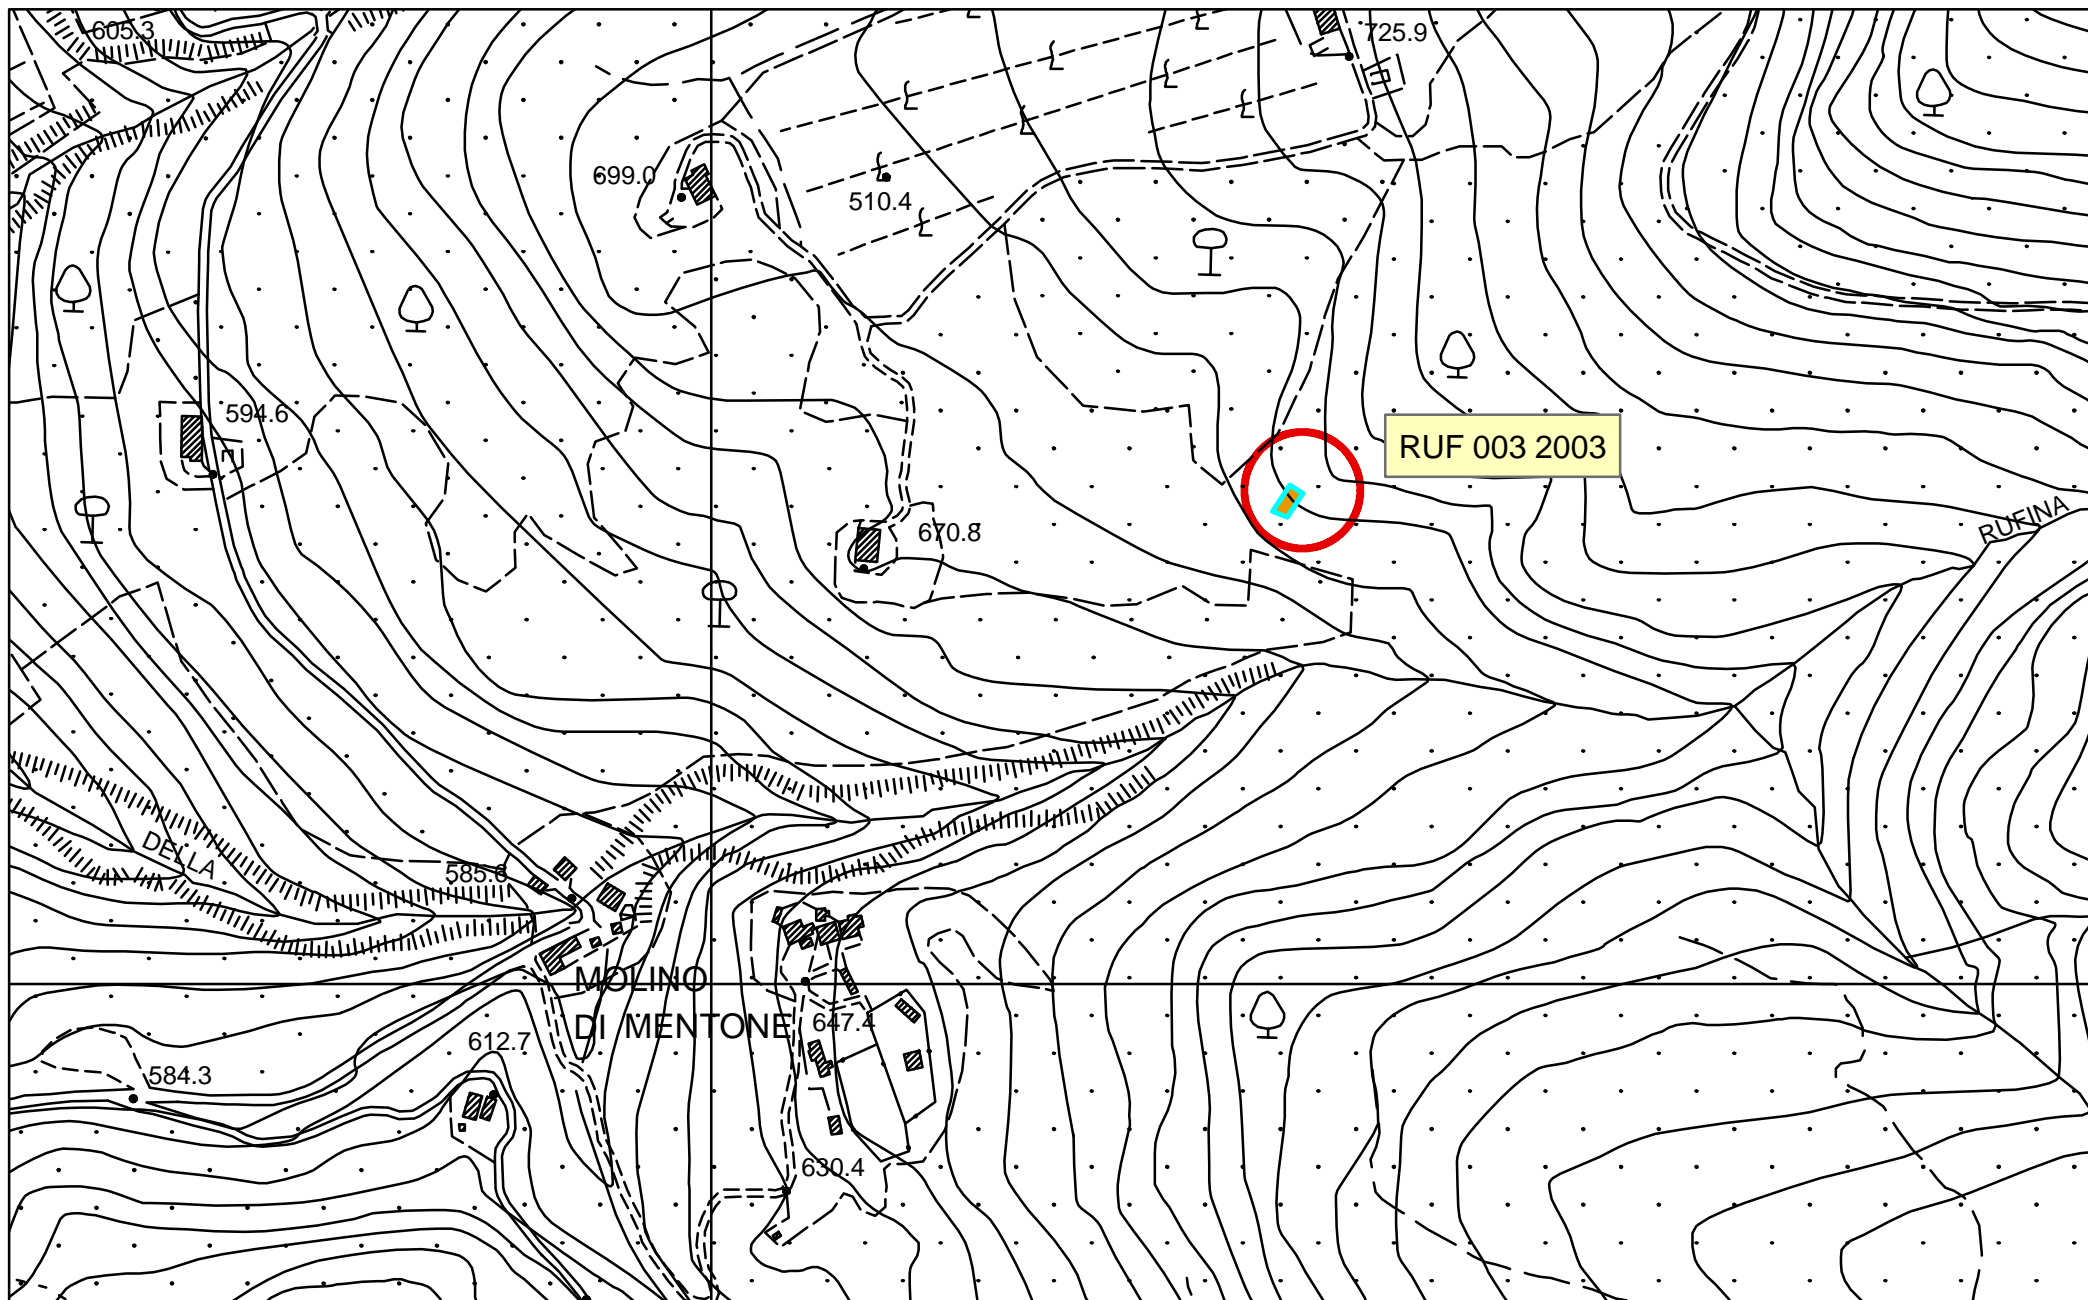 605.3
725.9
699.0
510.4
594.6
RUF 003 2003
RUFINA
670.8
DELLA
585.8
MOLINO
DI MENTONE
647.4
612.7
584.3
630.4